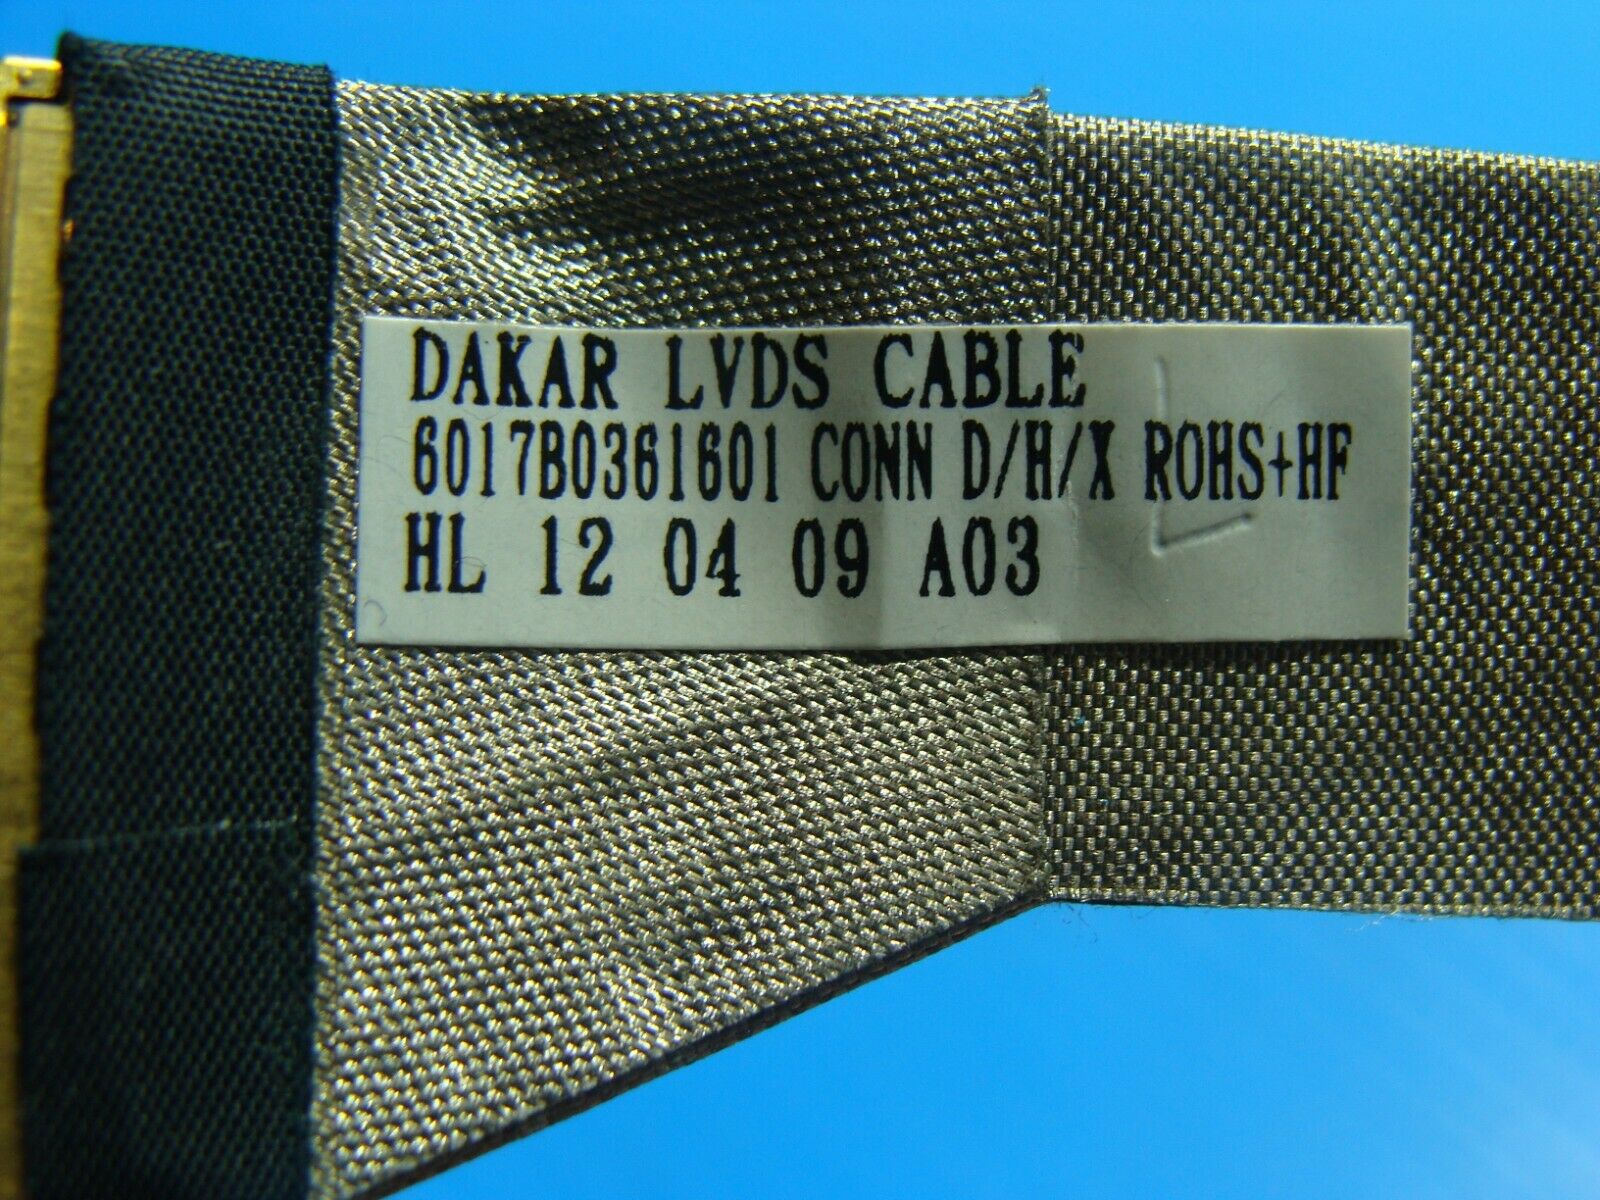 DAKAR LVDS CABLE
6017B0361601 CONN D/H/X ROHS+HF
HL 12 04 09 A03